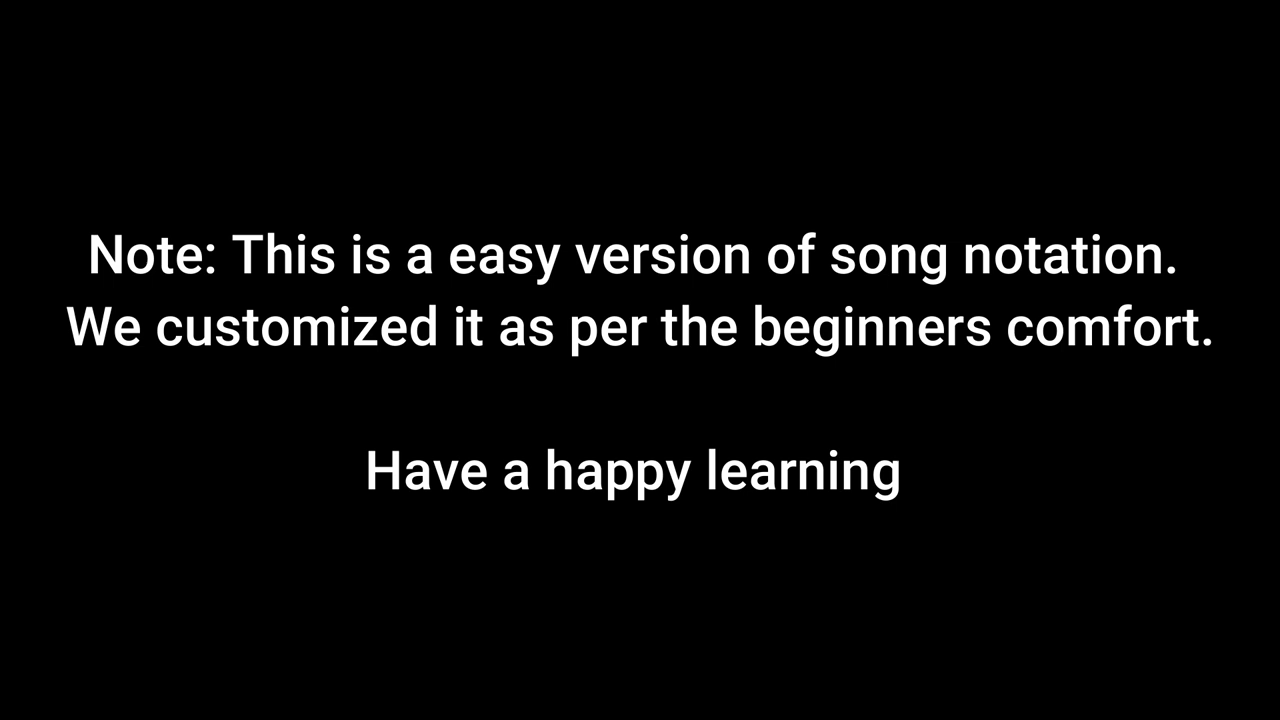 Note: This is a easy version of song notation.
We customized it as per the beginners comfort.
Have a happy learning